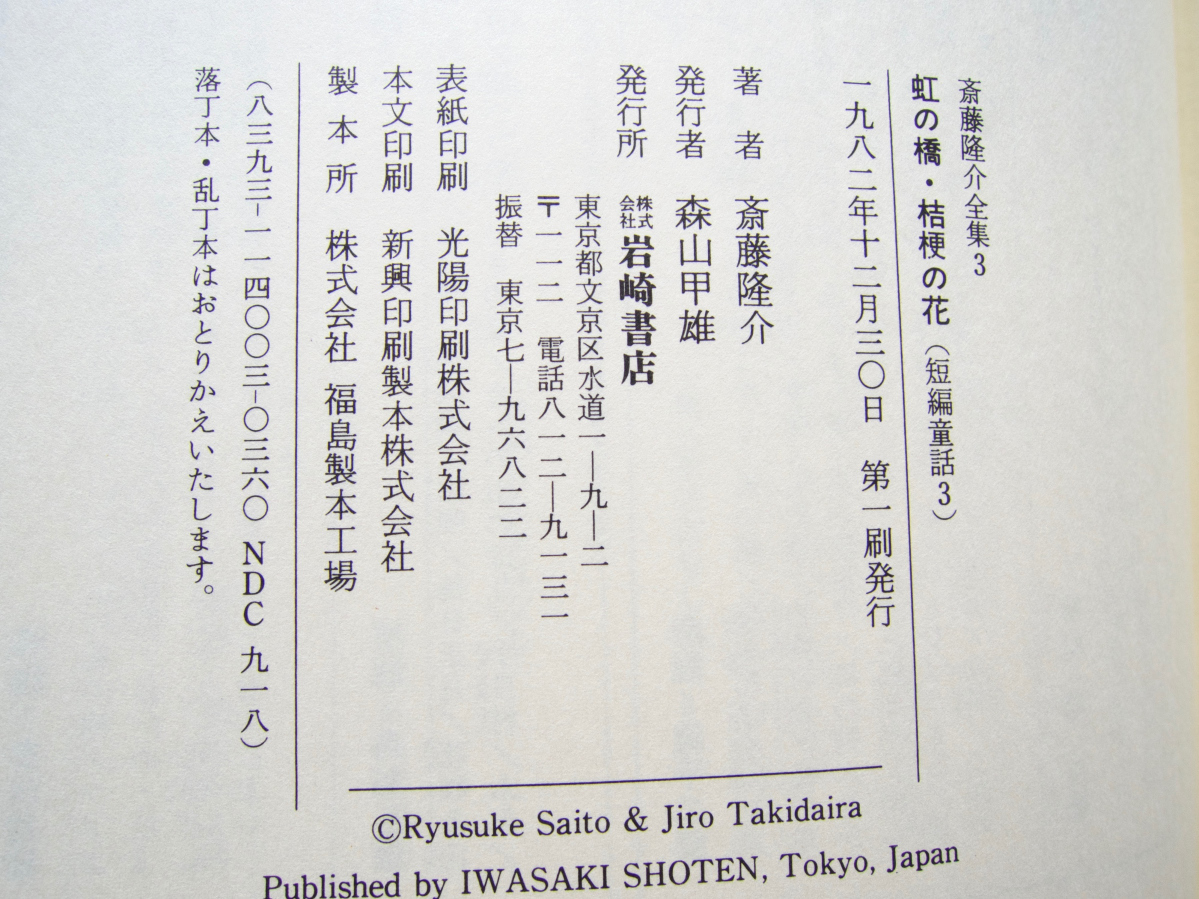 斎藤隆介全集3
虹の橋・桔梗の花(短編童話3)
一九八二年十二月三〇日 第一刷発行
著者 斎藤隆介
発行者 森山甲雄
発行所 株式会社岩崎書店
東京都文京区水道一―九―二
〒一一二 電話八一二―九一三一
振替 東京七―九六八二二
表紙印刷 光陽印刷株式会社
本文印刷 新興印刷製本株式会社
製本所 株式会社 福島製本工場
(八三九三-一一四〇〇三-〇三六〇 NDC 九一八)
落丁本・乱丁本はおとりかえいたします。
©Ryusuke Saito & Jiro Takidaira
Published by IWASAKI SHOTEN, Tokyo, Japan